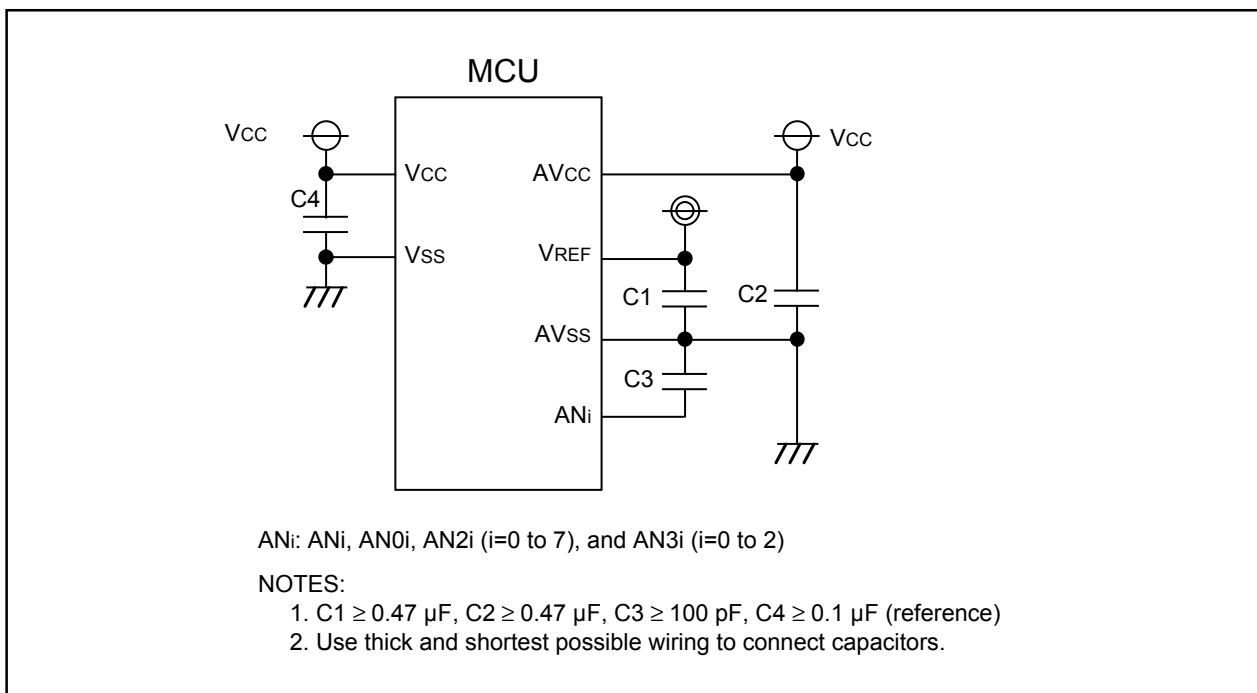 MCU
VCC
VCC
VCC
AVCC
C4
VSS
VREF
C1
C2
AVSS
C3
ANi
ANi: ANi, AN0i, AN2i (i=0 to 7), and AN3i (i=0 to 2)
NOTES:
1. C1 ≥ 0.47 µF, C2 ≥ 0.47 µF, C3 ≥ 100 pF, C4 ≥ 0.1 µF (reference)
2. Use thick and shortest possible wiring to connect capacitors.